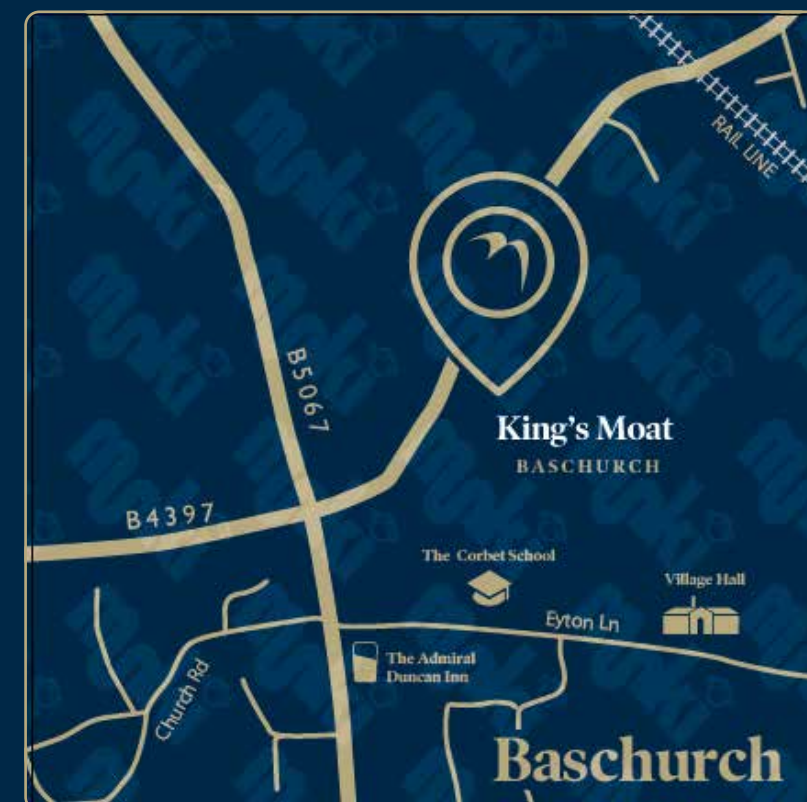 RAIL LINE
B5067
King's Moat
BASCHURCH
B4397
The Corbet School
Village Hall
Eyton Ln
The Admiral
Duncan Inn
Church Rd
Baschurch